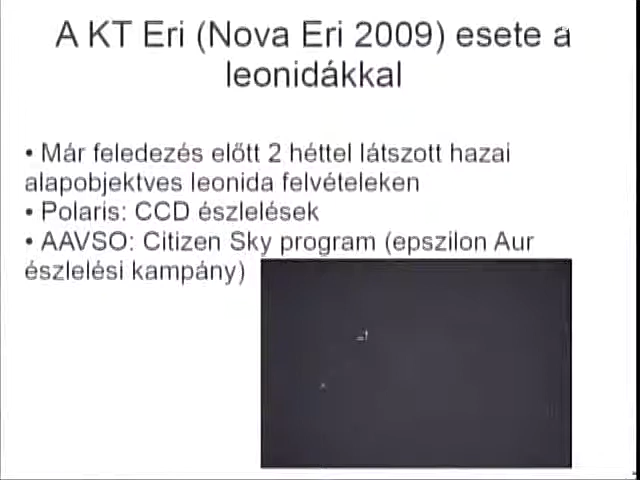 A KT Eri (Nova Eri 2009) esete a
leonidákkal
• Már feledezés előtt 2 héttel látszott hazai
alapobjektves leonida felvételeken
• Polaris: CCD észlelések
• AAVSO: Citizen Sky program (epszilon Aur
észlelési kampány)